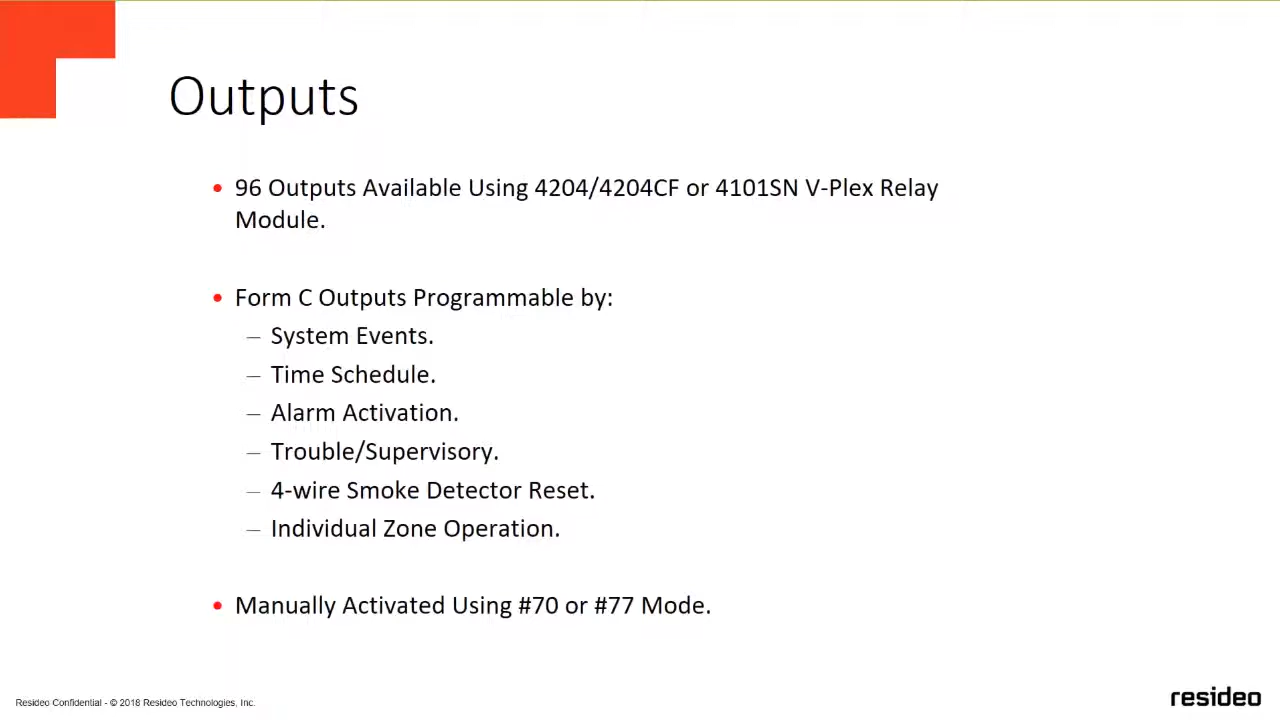 Outputs
• 96 Outputs Available Using 4204/4204CF or 4101SN V-Plex Relay
Module.
• Form C Outputs Programmable by:
– System Events.
– Time Schedule.
– Alarm Activation.
– Trouble/Supervisory.
– 4-wire Smoke Detector Reset.
– Individual Zone Operation.
• Manually Activated Using #70 or #77 Mode.
Resideo Confidential - © 2018 Resideo Technologies, Inc.
resideo